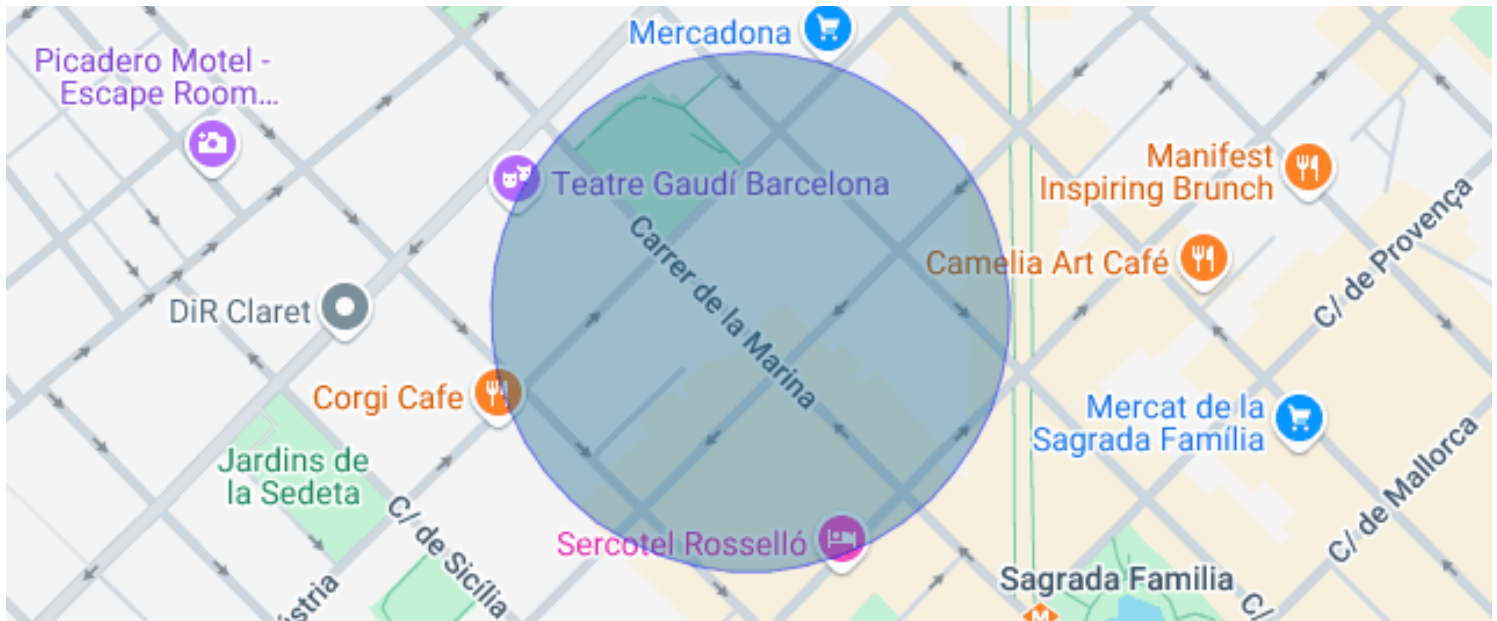 Mercadona
Picadero Motel -
Escape Room...
Manifest
Inspiring Brunch
Teatre Gaudí Barcelona
C/ de Provença
Carrer de la Marina
Camelia Art Café
DiR Claret
Corgi Cafe
Mercat de la
Sagrada Família
Jardins de
la Sedeta
C/ de Mallorca
C/ de Sicília
Sercotel Rosselló
Sagrada Familia
ústria
C/
M